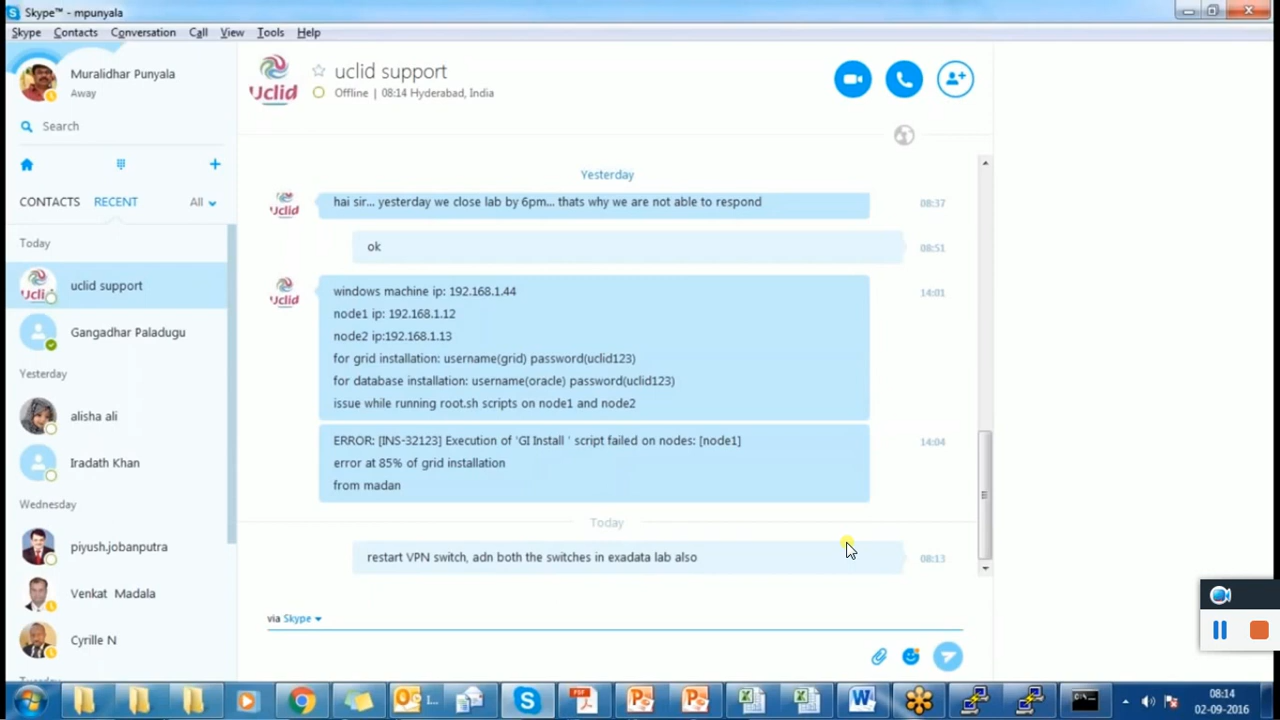 Skype™ - mpunyala
Skype Contacts Conversation Call View Tools Help
Muralidhar Punyala
Away
Search
CONTACTS RECENT All
Today
uclid support
Gangadhar Paladugu
Yesterday
alisha ali
Iradath Khan
Wednesday
piyush.jobanputra
Venkat Madala
Cyrille N
Uclid
uclid support
Offline | 08:14 Hyderabad, India
Yesterday
Uclid
hai sir... yesterday we close lab by 6pm... thats why we are not able to respond 08:37
ok 08:51
Uclid
windows machine ip: 192.168.1.44 14:01
node1 ip: 192.168.1.12
node2 ip:192.168.1.13
for grid installation: username(grid) password(uclid123)
for database installation: username(oracle) password(uclid123)
issue while running root.sh scripts on node1 and node2
ERROR: [INS-32123] Execution of 'GI Install ' script failed on nodes: [node1] 14:04
error at 85% of grid installation
from madan
Today
restart VPN switch, adn both the switches in exadata lab also 08:13
via Skype
08:14
02-09-2016